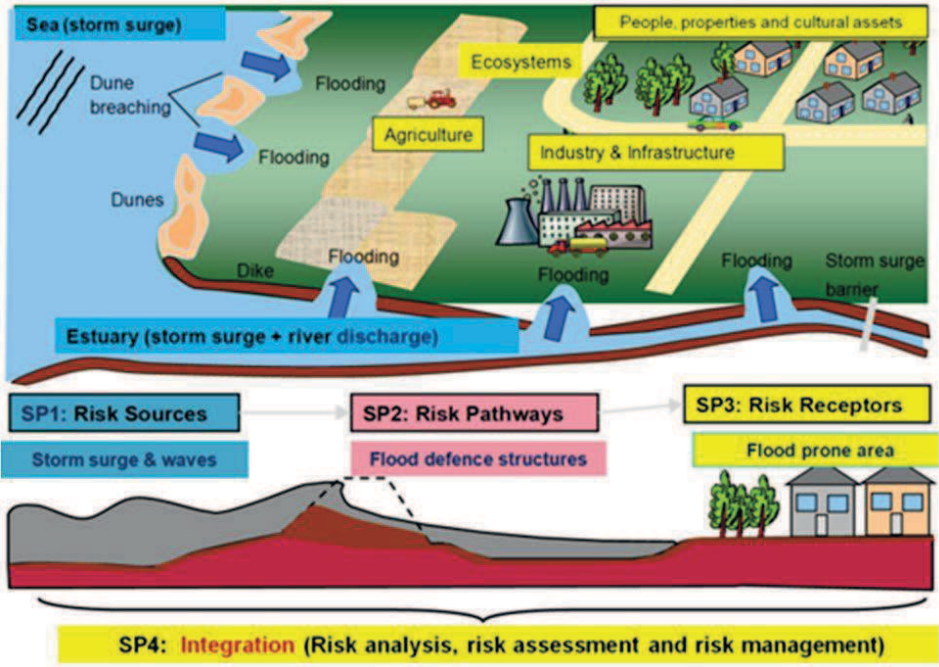 Sea (storm surge)
People, properties and cultural assets
Dune
breaching
Flooding
Ecosystems
Agriculture
Flooding
Industry & Infrastructure
Dunes
Dike
Flooding
Flooding
Flooding
Storm surge
barrier
Estuary (storm surge + river discharge)
SP1: Risk Sources
SP2: Risk Pathways
SP3: Risk Receptors
Storm surge & waves
Flood defence structures
Flood prone area
SP4: Integration (Risk analysis, risk assessment and risk management)